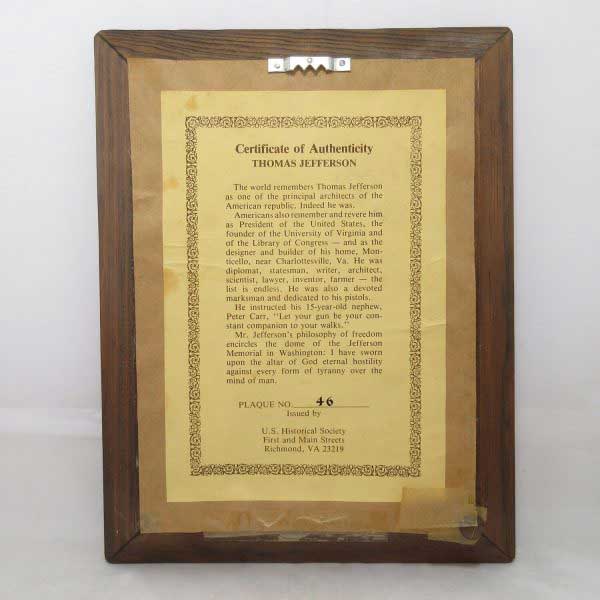 Certificate of Authenticity
THOMAS JEFFERSON
The world remembers Thomas Jefferson
as one of the principal architects of the
American republic. Indeed he was.
Americans also remember and revere him
as President of the United States, the
founder of the University of Virginia and
of the Library of Congress — and as the
designer and builder of his home, Mon-
ticello, near Charlottesville, Va. He was
diplomat, statesman, writer, architect,
scientist, lawyer, inventor, farmer — the
list is endless. He was also a devoted
marksman and dedicated to his pistols.
He instructed his 15-year-old nephew,
Peter Carr, "Let your gun be your con-
stant companion to your walks."
Mr. Jefferson's philosophy of freedom
encircles the dome of the Jefferson
Memorial in Washington: I have sworn
upon the altar of God eternal hostility
against every form of tyranny over the
mind of man.
PLAQUE NO. 46
Issued by
U.S. Historical Society
First and Main Streets
Richmond, VA 23219